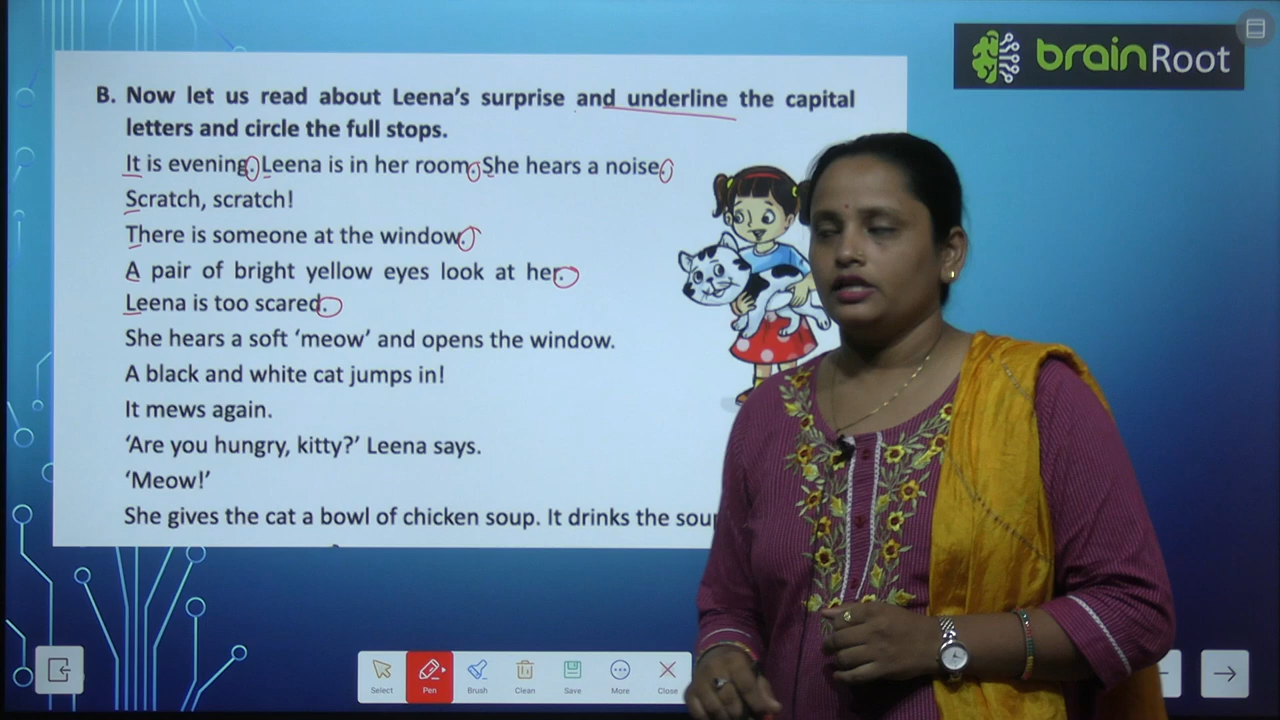 brainRoot
B. Now let us read about Leena's surprise and underline the capital
letters and circle the full stops.
It is evening. Leena is in her room. She hears a noise.
Scratch, scratch!
There is someone at the window.
A pair of bright yellow eyes look at her.
Leena is too scared.
She hears a soft ‘meow’ and opens the window.
A black and white cat jumps in!
It mews again.
‘Are you hungry, kitty?’ Leena says.
‘Meow!’
She gives the cat a bowl of chicken soup. It drinks the soup
Select Pen Brush Clean Save More Close